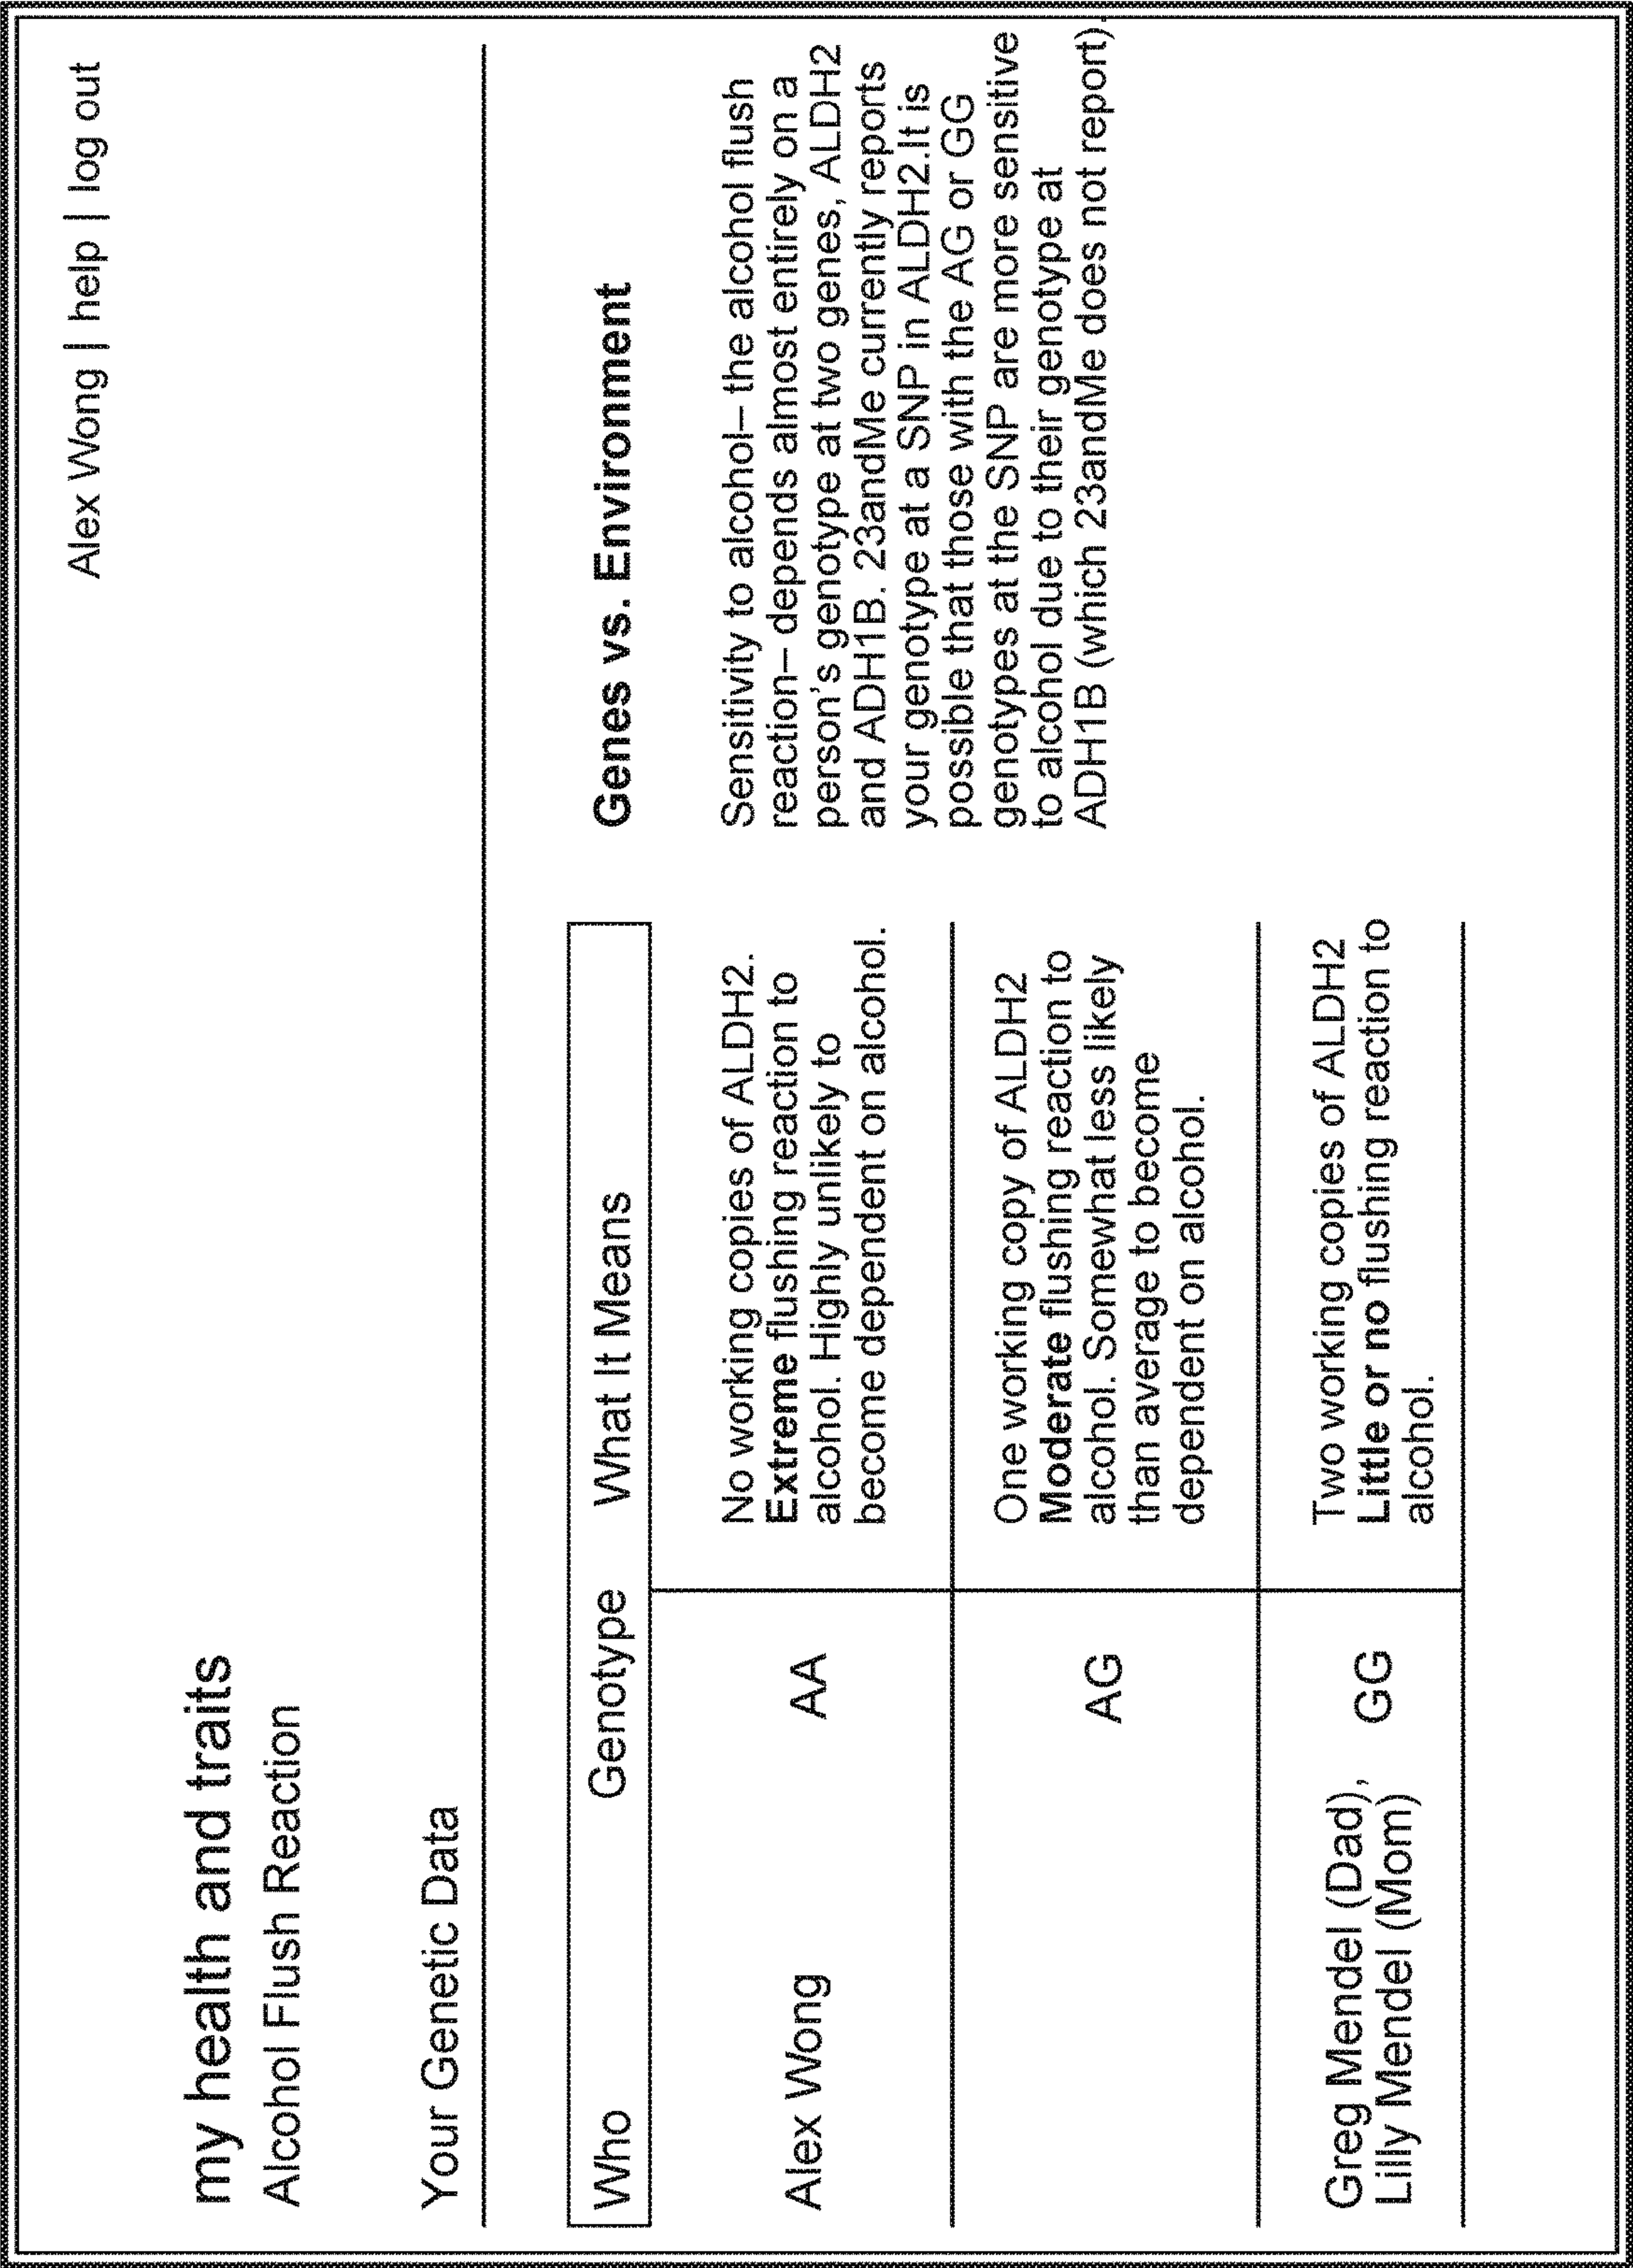 Alex Wong | help | log out
my health and traits
Alcohol Flush Reaction
Your Genetic Data
Who Genotype What It Means
Alex Wong AA
No working copies of ALDH2.
Extreme flushing reaction to
alcohol. Highly unlikely to
become dependent on alcohol.
AG
One working copy of ALDH2
Moderate flushing reaction to
alcohol. Somewhat less likely
than average to become
dependent on alcohol.
Greg Mendel (Dad),
Lilly Mendel (Mom)
GG
Two working copies of ALDH2
Little or no flushing reaction to
alcohol.
Genes vs. Environment
Sensitivity to alcohol– the alcohol flush
reaction– depends almost entirely on a
person's genotype at two genes, ALDH2
and ADH1B. 23andMe currently reports
your genotype at a SNP in ALDH2.It is
possible that those with the AG or GG
genotypes at the SNP are more sensitive
to alcohol due to their genotype at
ADH1B (which 23andMe does not report).